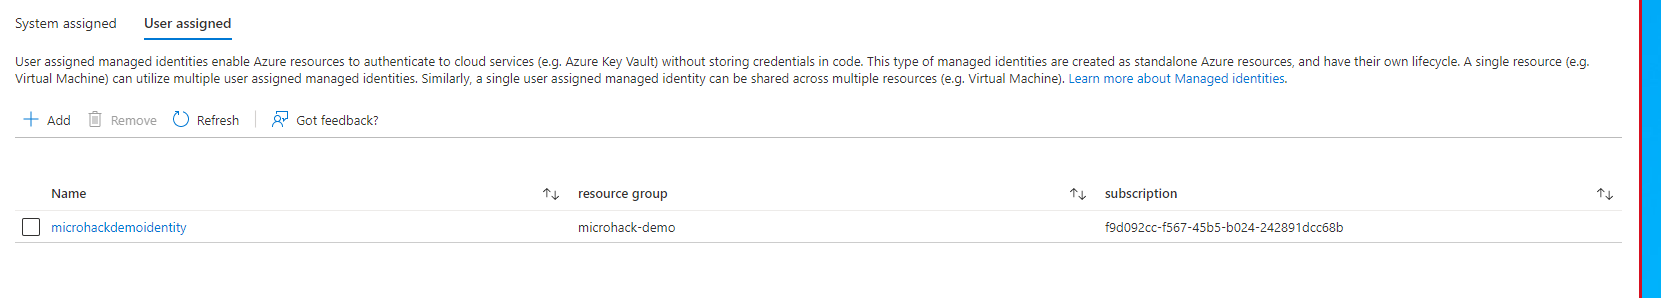 System assigned User assigned
User assigned managed identities enable Azure resources to authenticate to cloud services (e.g. Azure Key Vault) without storing credentials in code. This type of managed identities are created as standalone Azure resources, and have their own lifecycle. A single resource (e.g.
Virtual Machine) can utilize multiple user assigned managed identities. Similarly, a single user assigned managed identity can be shared across multiple resources (e.g. Virtual Machine). Learn more about Managed identities.
Add Remove Refresh Got feedback?
Name resource group subscription
microhackdemoidentity microhack-demo f9d092cc-f567-45b5-b024-242891dcc68b